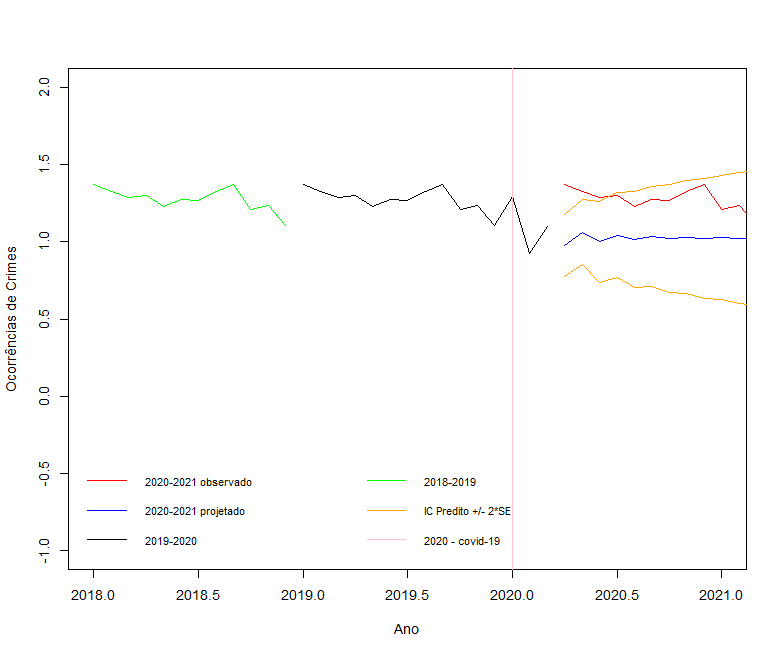 Ocorrências de Crimes
2.0
1.5
1.0
0.5
0.0
-0.5
-1.0
2020-2021 observado
2020-2021 projetado
2019-2020
2018-2019
IC Predito +/- 2*SE
2020 - covid-19
2018.0 2018.5 2019.0 2019.5 2020.0 2020.5 2021.0
Ano